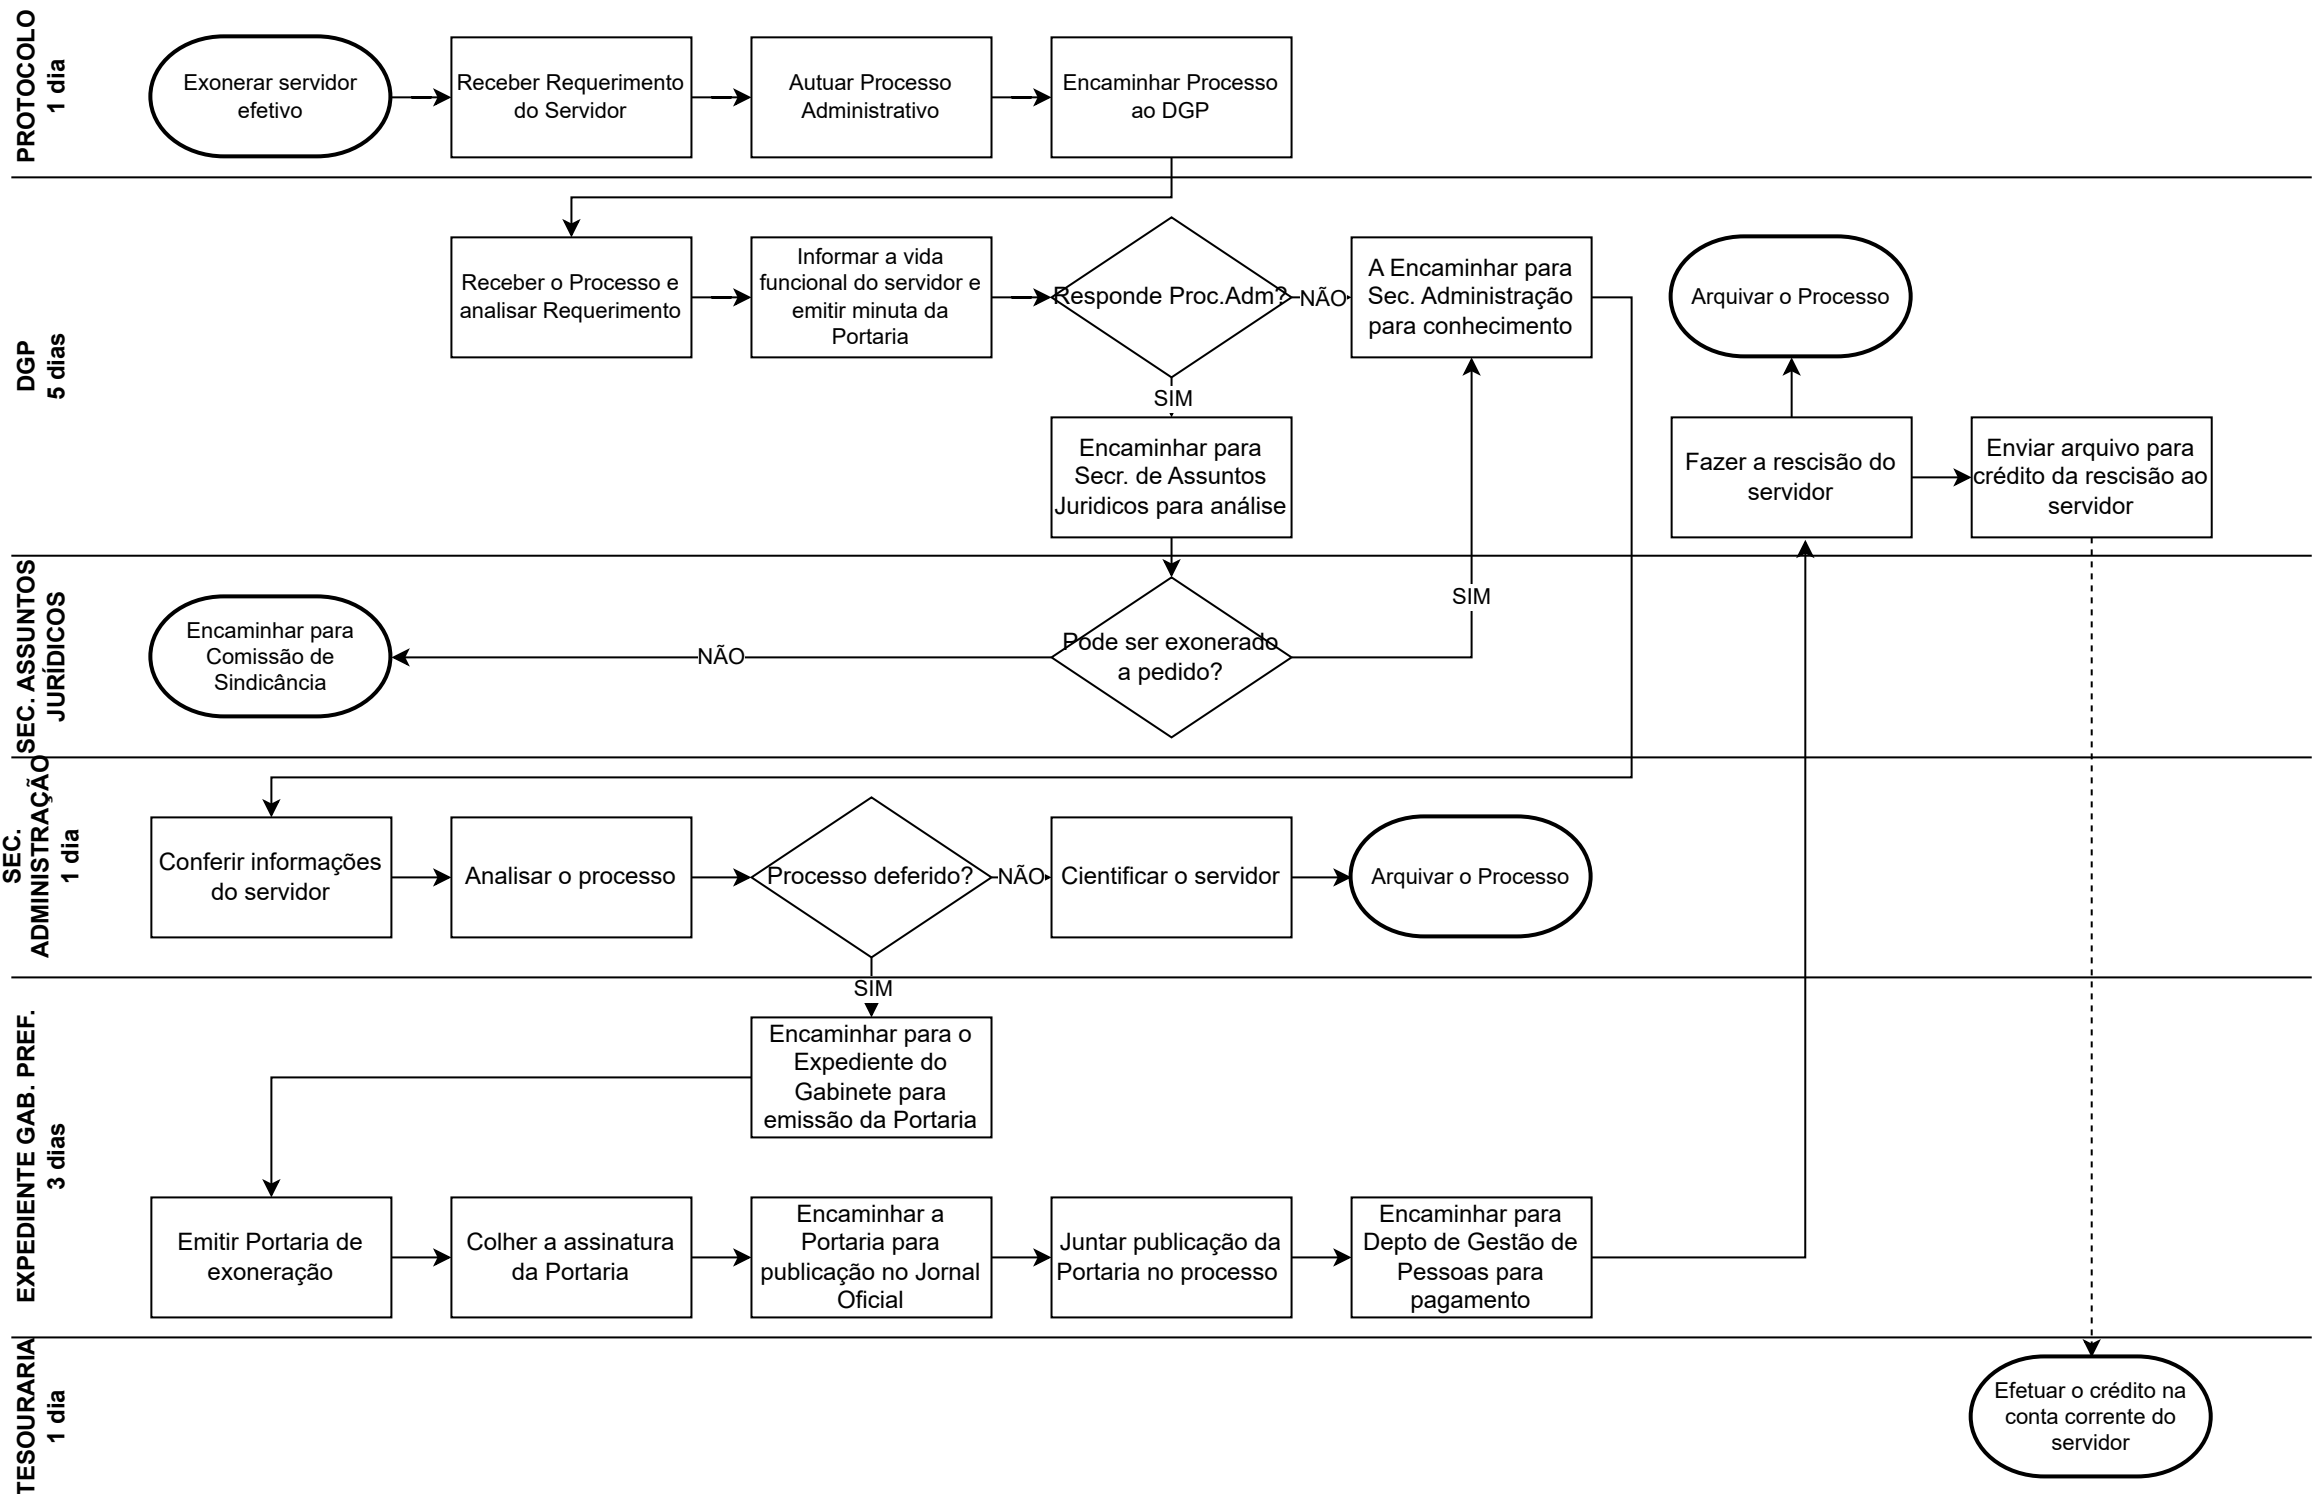 PROTOCOLO
1 dia
Exonerar servidor
efetivo
Receber Requerimento
do Servidor
Autuar Processo
Administrativo
Encaminhar Processo
ao DGP
DGP
5 dias
Receber o Processo e
analisar Requerimento
Informar a vida
funcional do servidor e
emitir minuta da
Portaria
Responde Proc.Adm?
NÃO
A Encaminhar para
Sec. Administração
para conhecimento
Arquivar o Processo
SIM
Encaminhar para
Secr. de Assuntos
Juridicos para análise
Fazer a rescisão do
servidor
Enviar arquivo para
crédito da rescisão ao
servidor
SEC. ASSUNTOS
JURÍDICOS
Encaminhar para
Comissão de
Sindicância
NÃO
Pode ser exonerado
a pedido?
SIM
SEC.
ADMINISTRAÇÃO
1 dia
Conferir informações
do servidor
Analisar o processo
Processo deferido?
NÃO
Cientificar o servidor
Arquivar o Processo
SIM
EXPEDIENTE GAB. PREF.
3 dias
Encaminhar para o
Expediente do
Gabinete para
emissão da Portaria
Emitir Portaria de
exoneração
Colher a assinatura
da Portaria
Encaminhar a
Portaria para
publicação no Jornal
Oficial
Juntar publicação da
Portaria no processo
Encaminhar para
Depto de Gestão de
Pessoas para
pagamento
TESOURARIA
1 dia
Efetuar o crédito na
conta corrente do
servidor